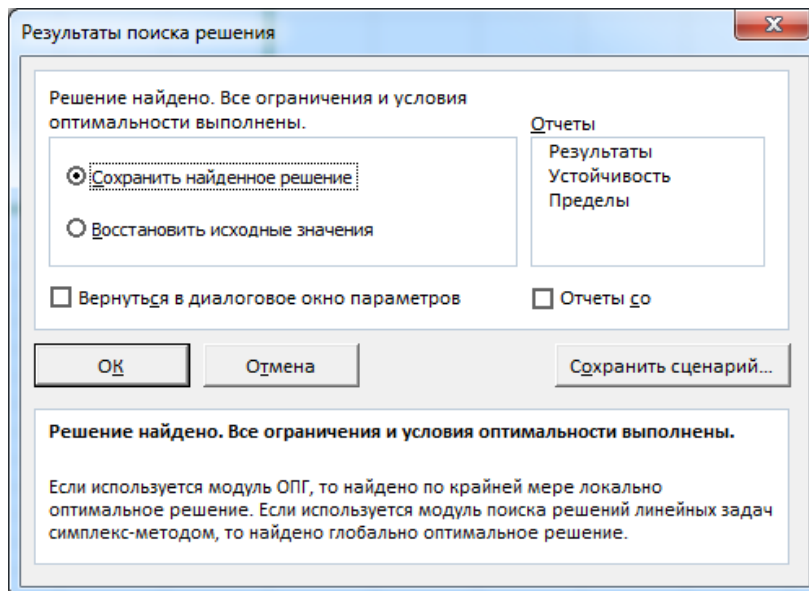 Результаты поиска решения
Решение найдено. Все ограничения и условия
оптимальности выполнены.
Отчеты
Результаты
Устойчивость
Пределы
Сохранить найденное решение
Восстановить исходные значения
Вернуться в диалоговое окно параметров
Отчеты со
ОК
Отмена
Сохранить сценарий...
Решение найдено. Все ограничения и условия оптимальности выполнены.
Если используется модуль ОПГ, то найдено по крайней мере локально
оптимальное решение. Если используется модуль поиска решений линейных задач
симплекс-методом, то найдено глобально оптимальное решение.